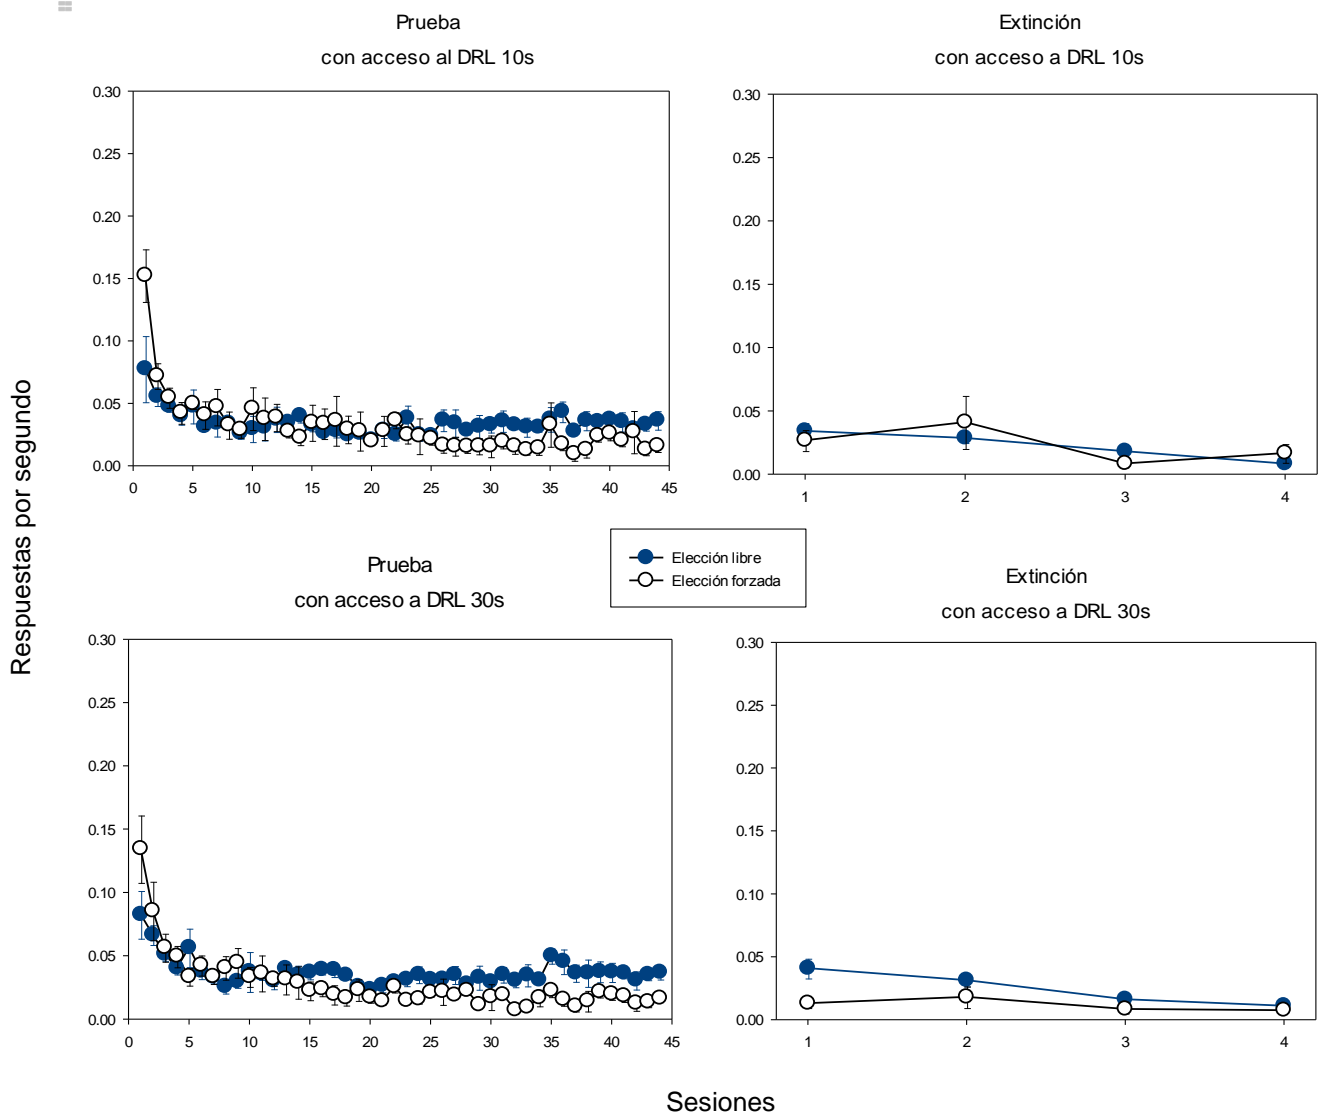 Prueba
con acceso al DRL 10s
Extinción
con acceso a DRL 10s
0.30
0.25
0.20
0.15
0.10
0.05
0.00
0 5 10 15 20 25 30 35 40 45
0.30
0.25
0.20
0.15
0.10
0.05
0.00
1 2 3 4
Respuestas por segundo
Elección libre
Elección forzada
Prueba
con acceso a DRL 30s
Extinción
con acceso a DRL 30s
0.30
0.25
0.20
0.15
0.10
0.05
0.00
0 5 10 15 20 25 30 35 40 45
0.30
0.25
0.20
0.15
0.10
0.05
0.00
1 2 3 4
Sesiones